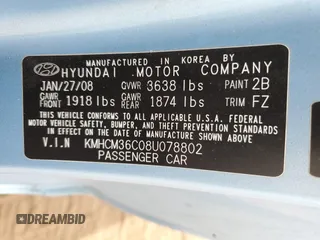 MANUFACTURED IN KOREA BY
HYUNDAI MOTOR COMPANY
JAN/27/08 GVWR 3638 lbs PAINT 2B
GAWR FRONT 1918 lbs GAWR REAR 1874 lbs TRIM FZ
THIS VEHICLE CONFORMS TO ALL APPLICABLE U.S.A. FEDERAL
MOTOR VEHICLE SAFETY, BUMPER, AND THEFT PREVENTION
STANDARDS IN EFFECT ON THE DATE OF MANUFACTURE SHOWN ABOVE.
V.I.N KMHCM36C08U078802
PASSENGER CAR
DREAMBID